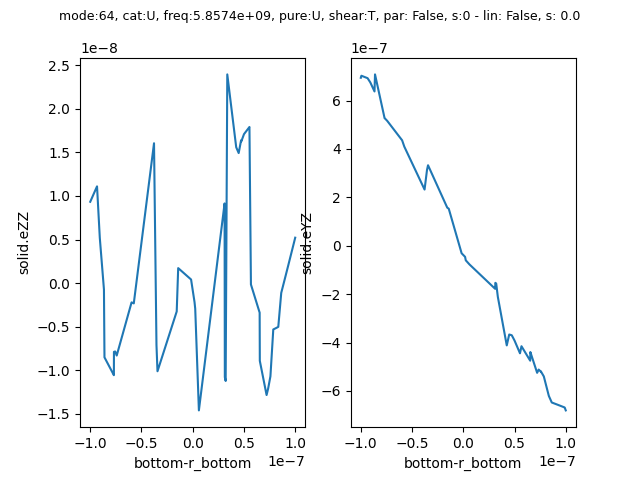 mode:64, cat:U, freq:5.8574e+09, pure:U, shear:T, par: False, s:0 - lin: False, s: 0.0
1e−8
2.5
2.0
1.5
1.0
0.5
0.0
−0.5
−1.0
−1.5
solid.eZZ
−1.0
−0.5
0.0
0.5
1.0
1e−7
bottom-r_bottom
1e−7
6
4
2
0
−2
−4
−6
solid.eYZ
−1.0
−0.5
0.0
0.5
1.0
1e−7
bottom-r_bottom